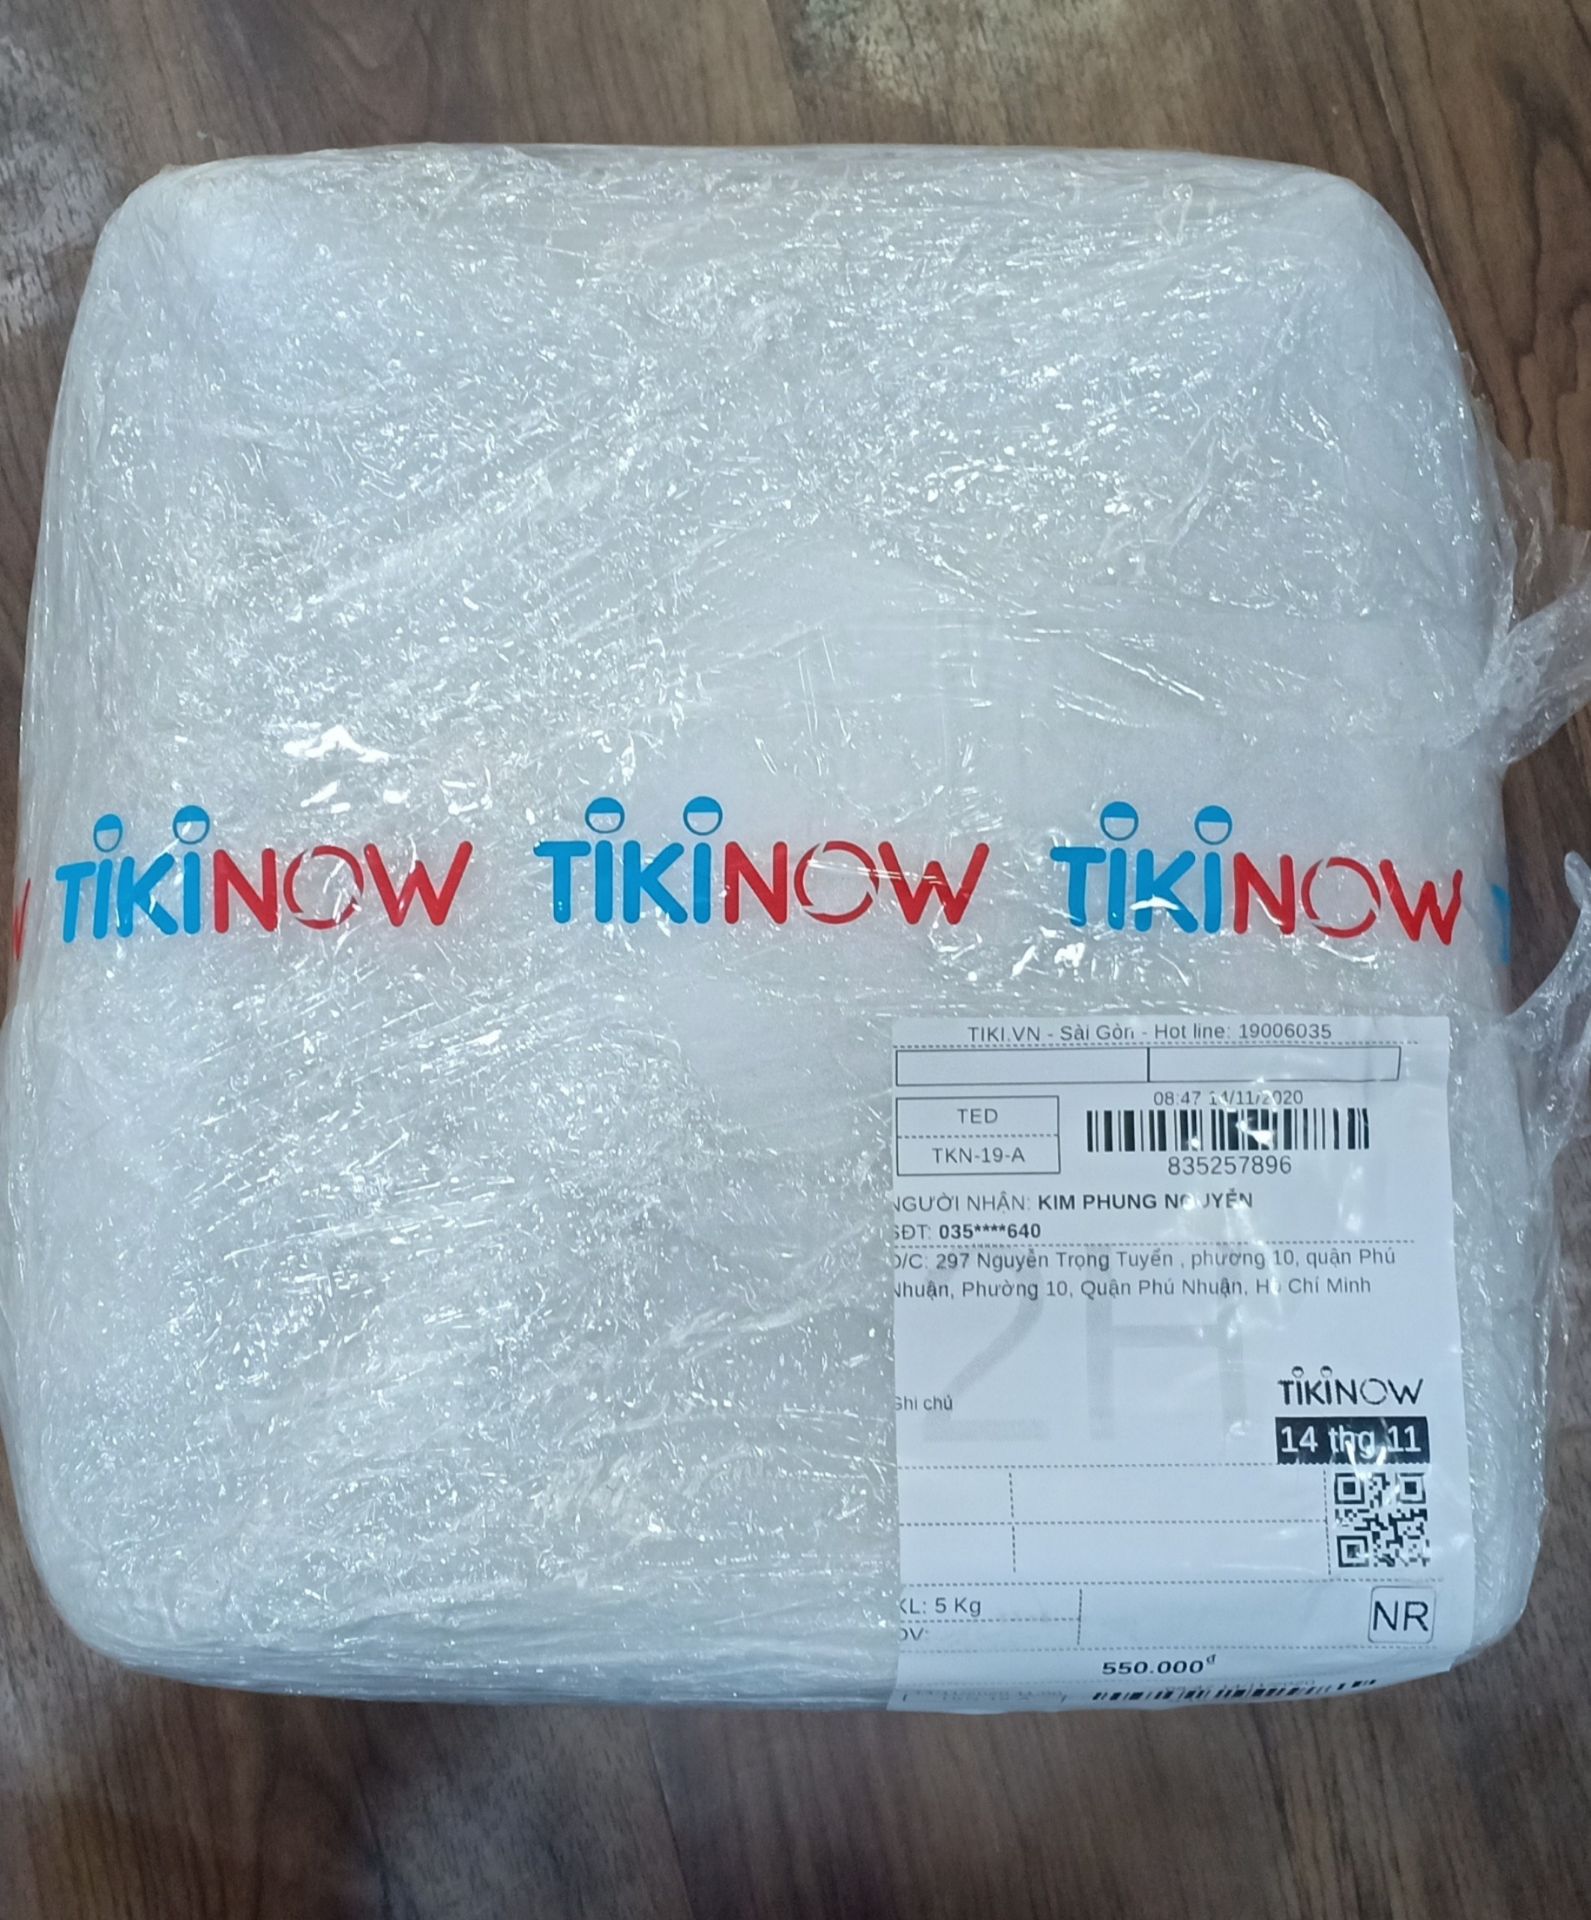 TIKINOW TIKINOW TIKINOW
TIKI.VN - Sài Gòn - Hot line: 19006035
08:47 14/11/2020
TED
TKN-19-A
835257896
NGƯỜI NHẬN: KIM PHUNG NGUYỄN
SĐT: 035****640
Đ/C: 297 Nguyễn Trọng Tuyển , phường 10, quận Phú
Nhuận, Phường 10, Quận Phú Nhuận, Hồ Chí Minh
2H
Ghi chú
TIKINOW
14 thg 11
KL: 5 Kg
DV:
NR
550.000đ